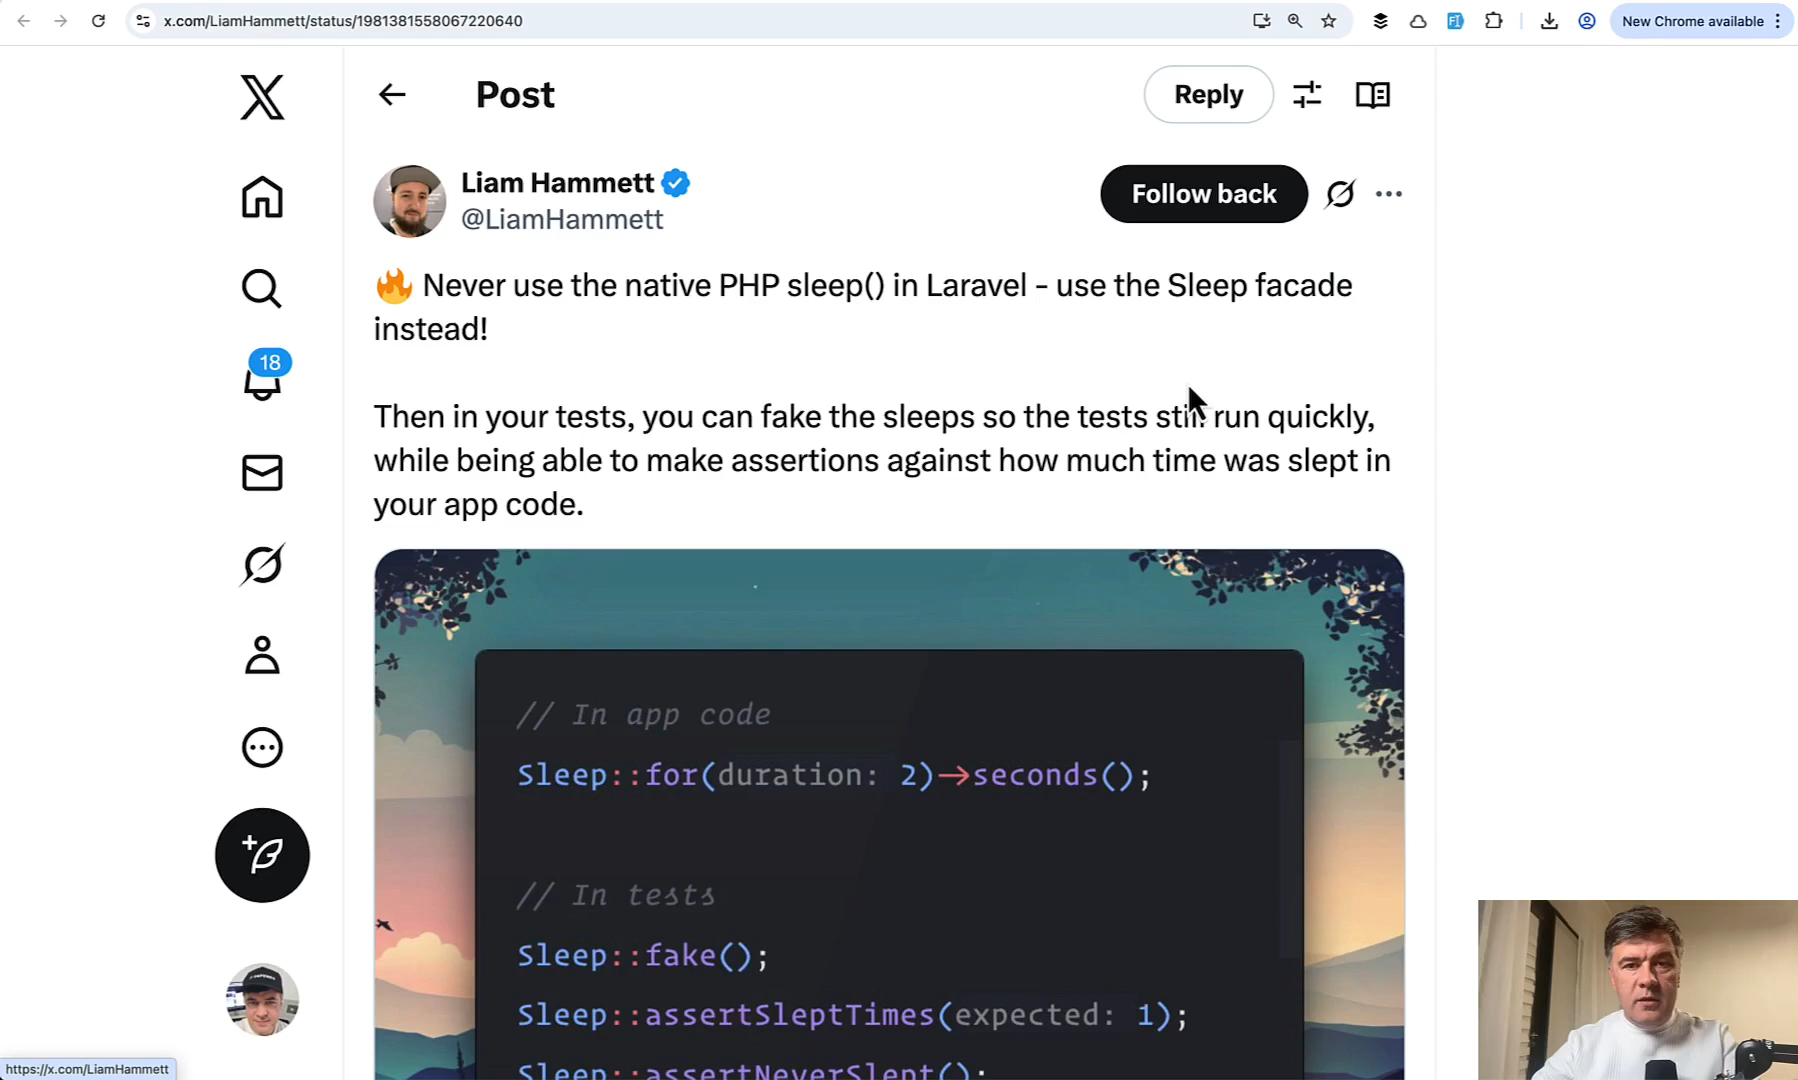 x.com/LiamHammett/status/1981381558067220640
New Chrome available
Post
Reply
Liam Hammett
@LiamHammett
Follow back
🔥 Never use the native PHP sleep() in Laravel - use the Sleep facade
instead!
18
Then in your tests, you can fake the sleeps so the tests still run quickly,
while being able to make assertions against how much time was slept in
your app code.
// In app code
Sleep::for(duration: 2)->seconds();
// In tests
Sleep::fake();
Sleep::assertSleptTimes(expected: 1);
Sleep::assertNeverSlept();
https://x.com/LiamHammett